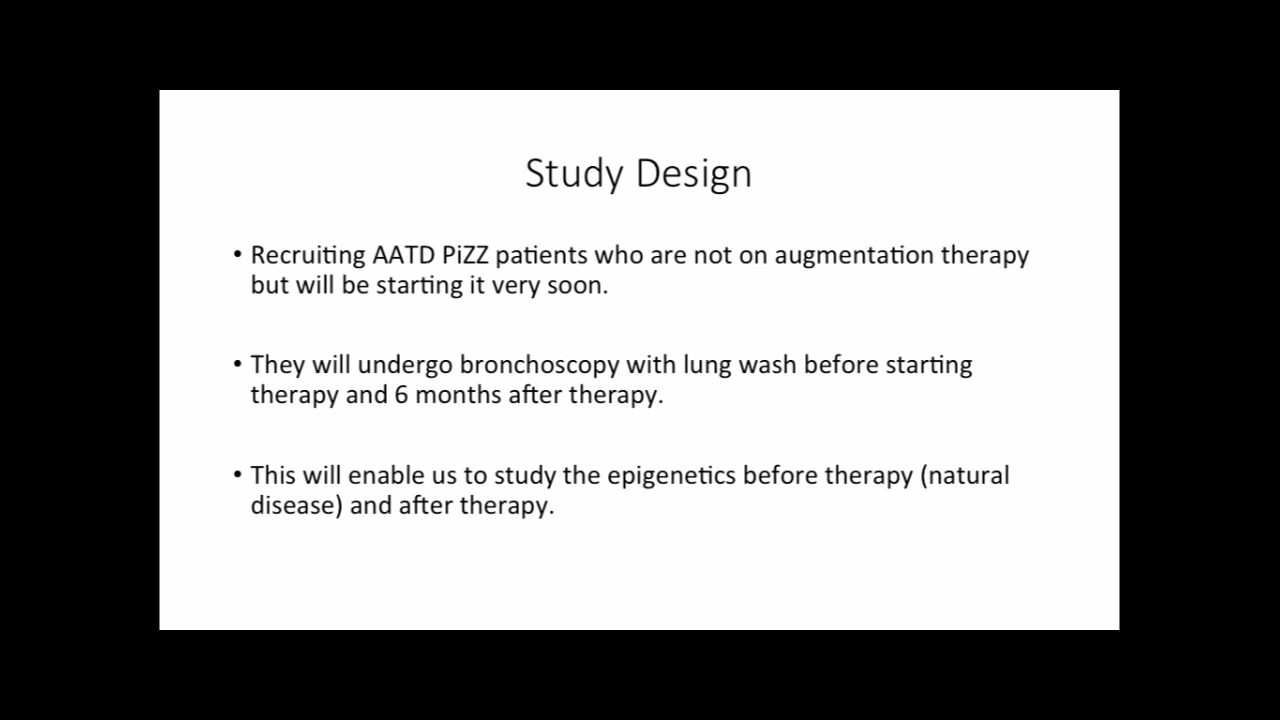 Study Design
• Recruiting AATD PiZZ patients who are not on augmentation therapy
but will be starting it very soon.
• They will undergo bronchoscopy with lung wash before starting
therapy and 6 months after therapy.
• This will enable us to study the epigenetics before therapy (natural
disease) and after therapy.